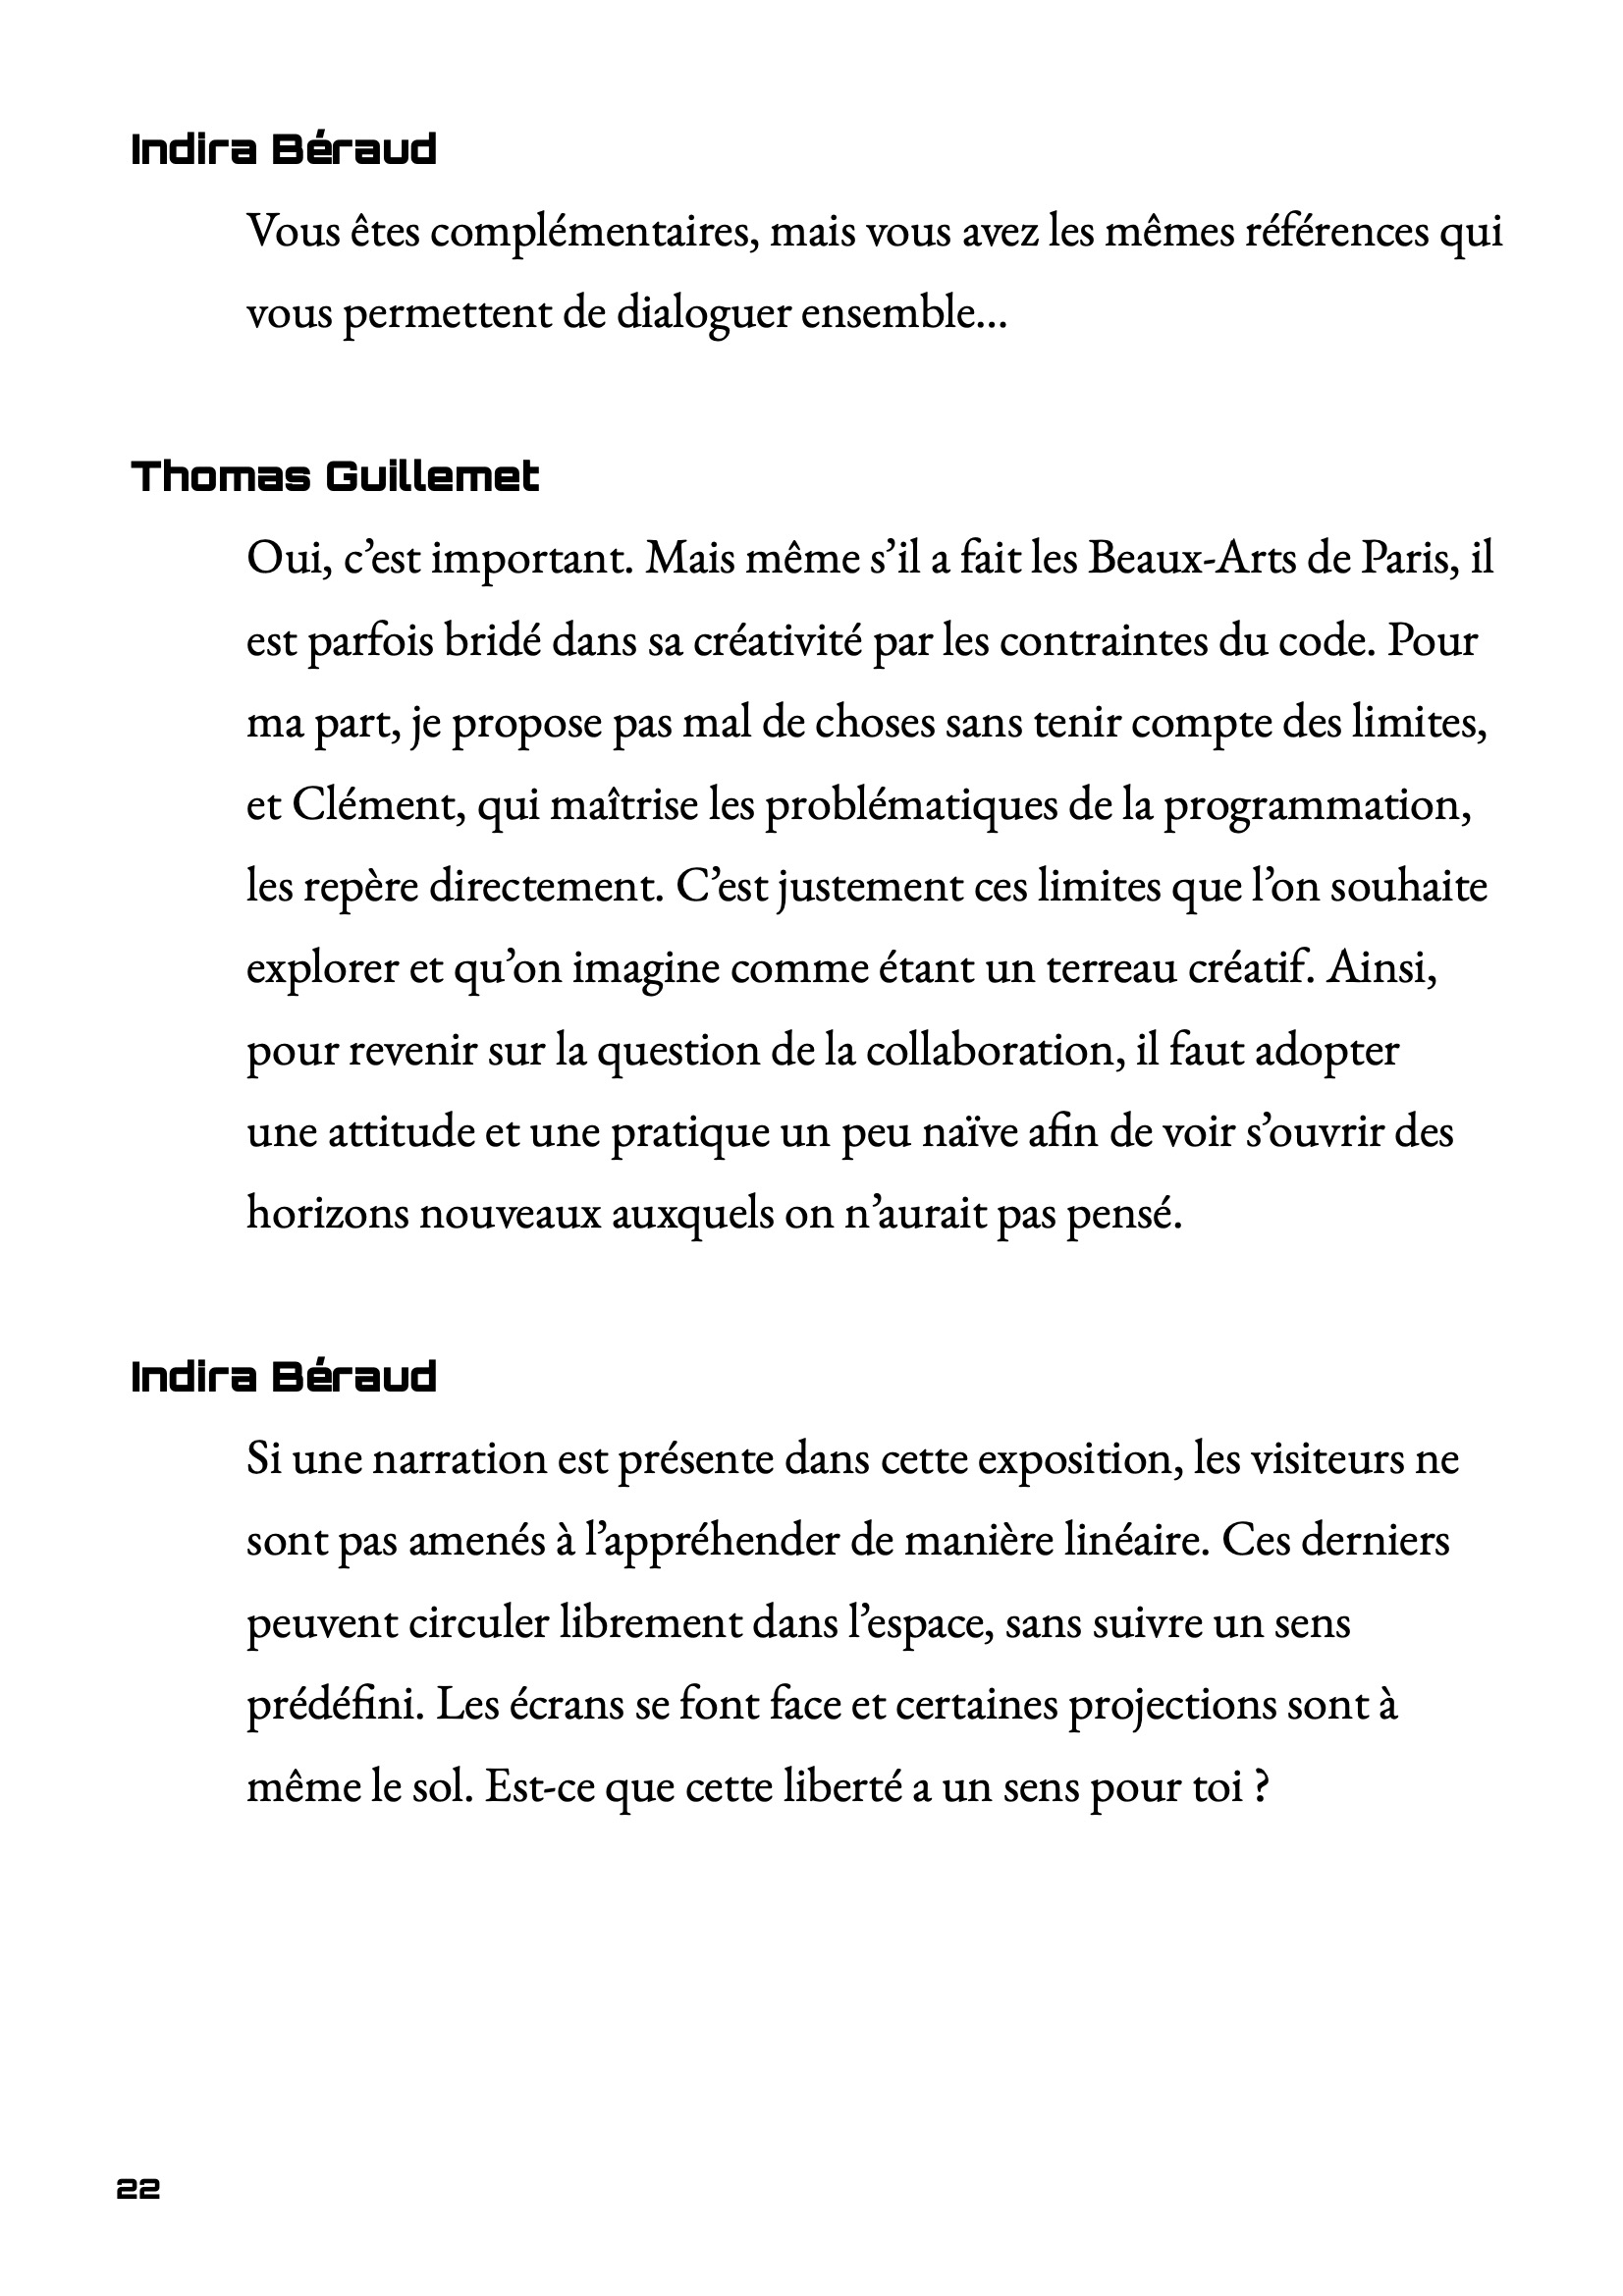 Indira Béraud
Vous êtes complémentaires, mais vous avez les mêmes références qui
vous permettent de dialoguer ensemble...
Thomas Guillemet
Oui, c’est important. Mais même s’il a fait les Beaux-Arts de Paris, il
est parfois bridé dans sa créativité par les contraintes du code. Pour
ma part, je propose pas mal de choses sans tenir compte des limites,
et Clément, qui maîtrise les problématiques de la programmation,
les repère directement. C’est justement ces limites que l’on souhaite
explorer et qu’on imagine comme étant un terreau créatif. Ainsi,
pour revenir sur la question de la collaboration, il faut adopter
une attitude et une pratique un peu naïve afin de voir s’ouvrir des
horizons nouveaux auxquels on n’aurait pas pensé.
Indira Béraud
Si une narration est présente dans cette exposition, les visiteurs ne
sont pas amenés à l’appréhender de manière linéaire. Ces derniers
peuvent circuler librement dans l’espace, sans suivre un sens
prédéfini. Les écrans se font face et certaines projections sont à
même le sol. Est-ce que cette liberté a un sens pour toi ?
22